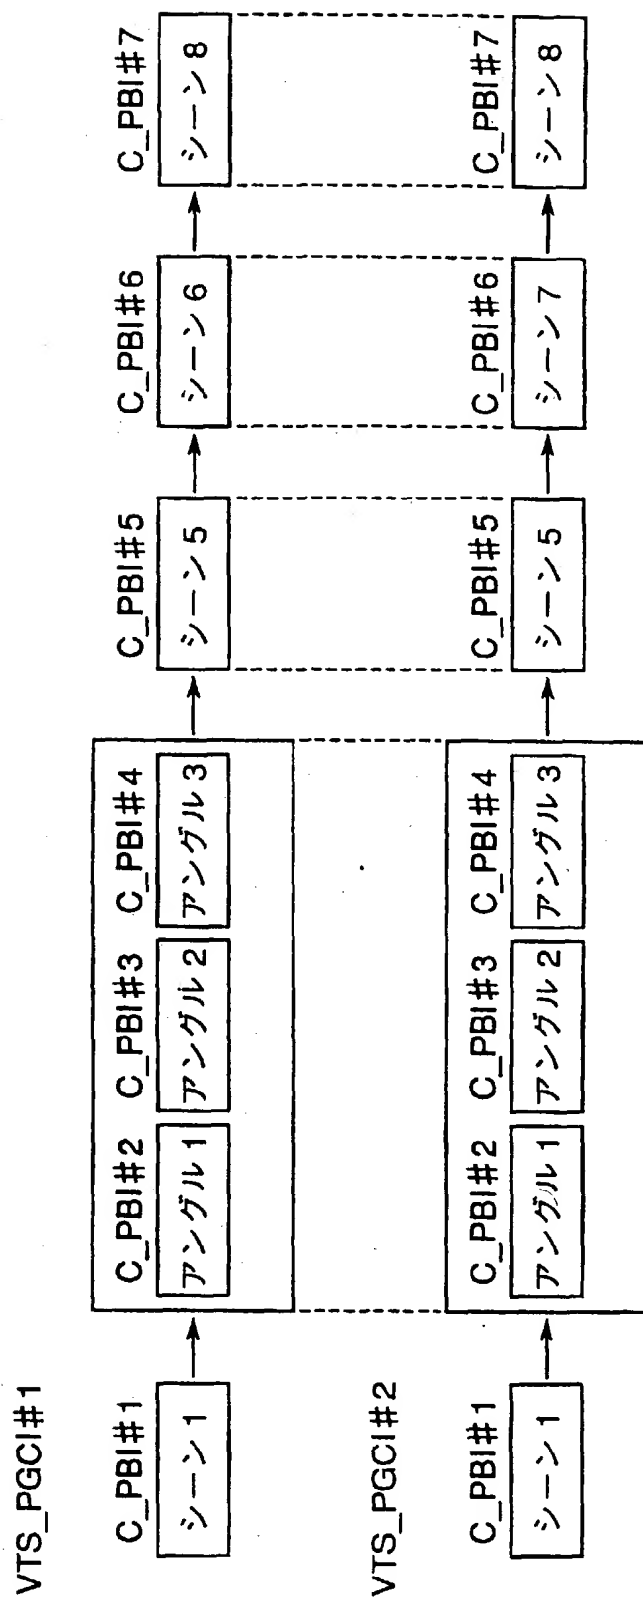 VTS_PGCI#1
C_PBI#1
シーン1
C_PBI#2
アングル1
C_PBI#3
アングル2
C_PBI#4
アングル3
C_PBI#5
シーン5
C_PBI#6
シーン6
C_PBI#7
シーン8
VTS_PGCI#2
C_PBI#1
シーン1
C_PBI#2
アングル1
C_PBI#3
アングル2
C_PBI#4
アングル3
C_PBI#5
シーン5
C_PBI#6
シーン7
C_PBI#7
シーン8